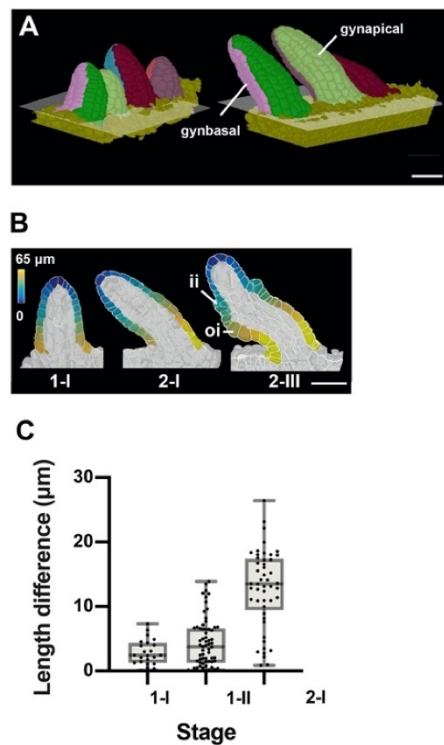 A
gynapical
gynbasal
B
65 µm
0
ii
oi
1-I
2-I
2-III
C
Length difference (µm)
30
20
10
0
1-I
1-II
2-I
Stage